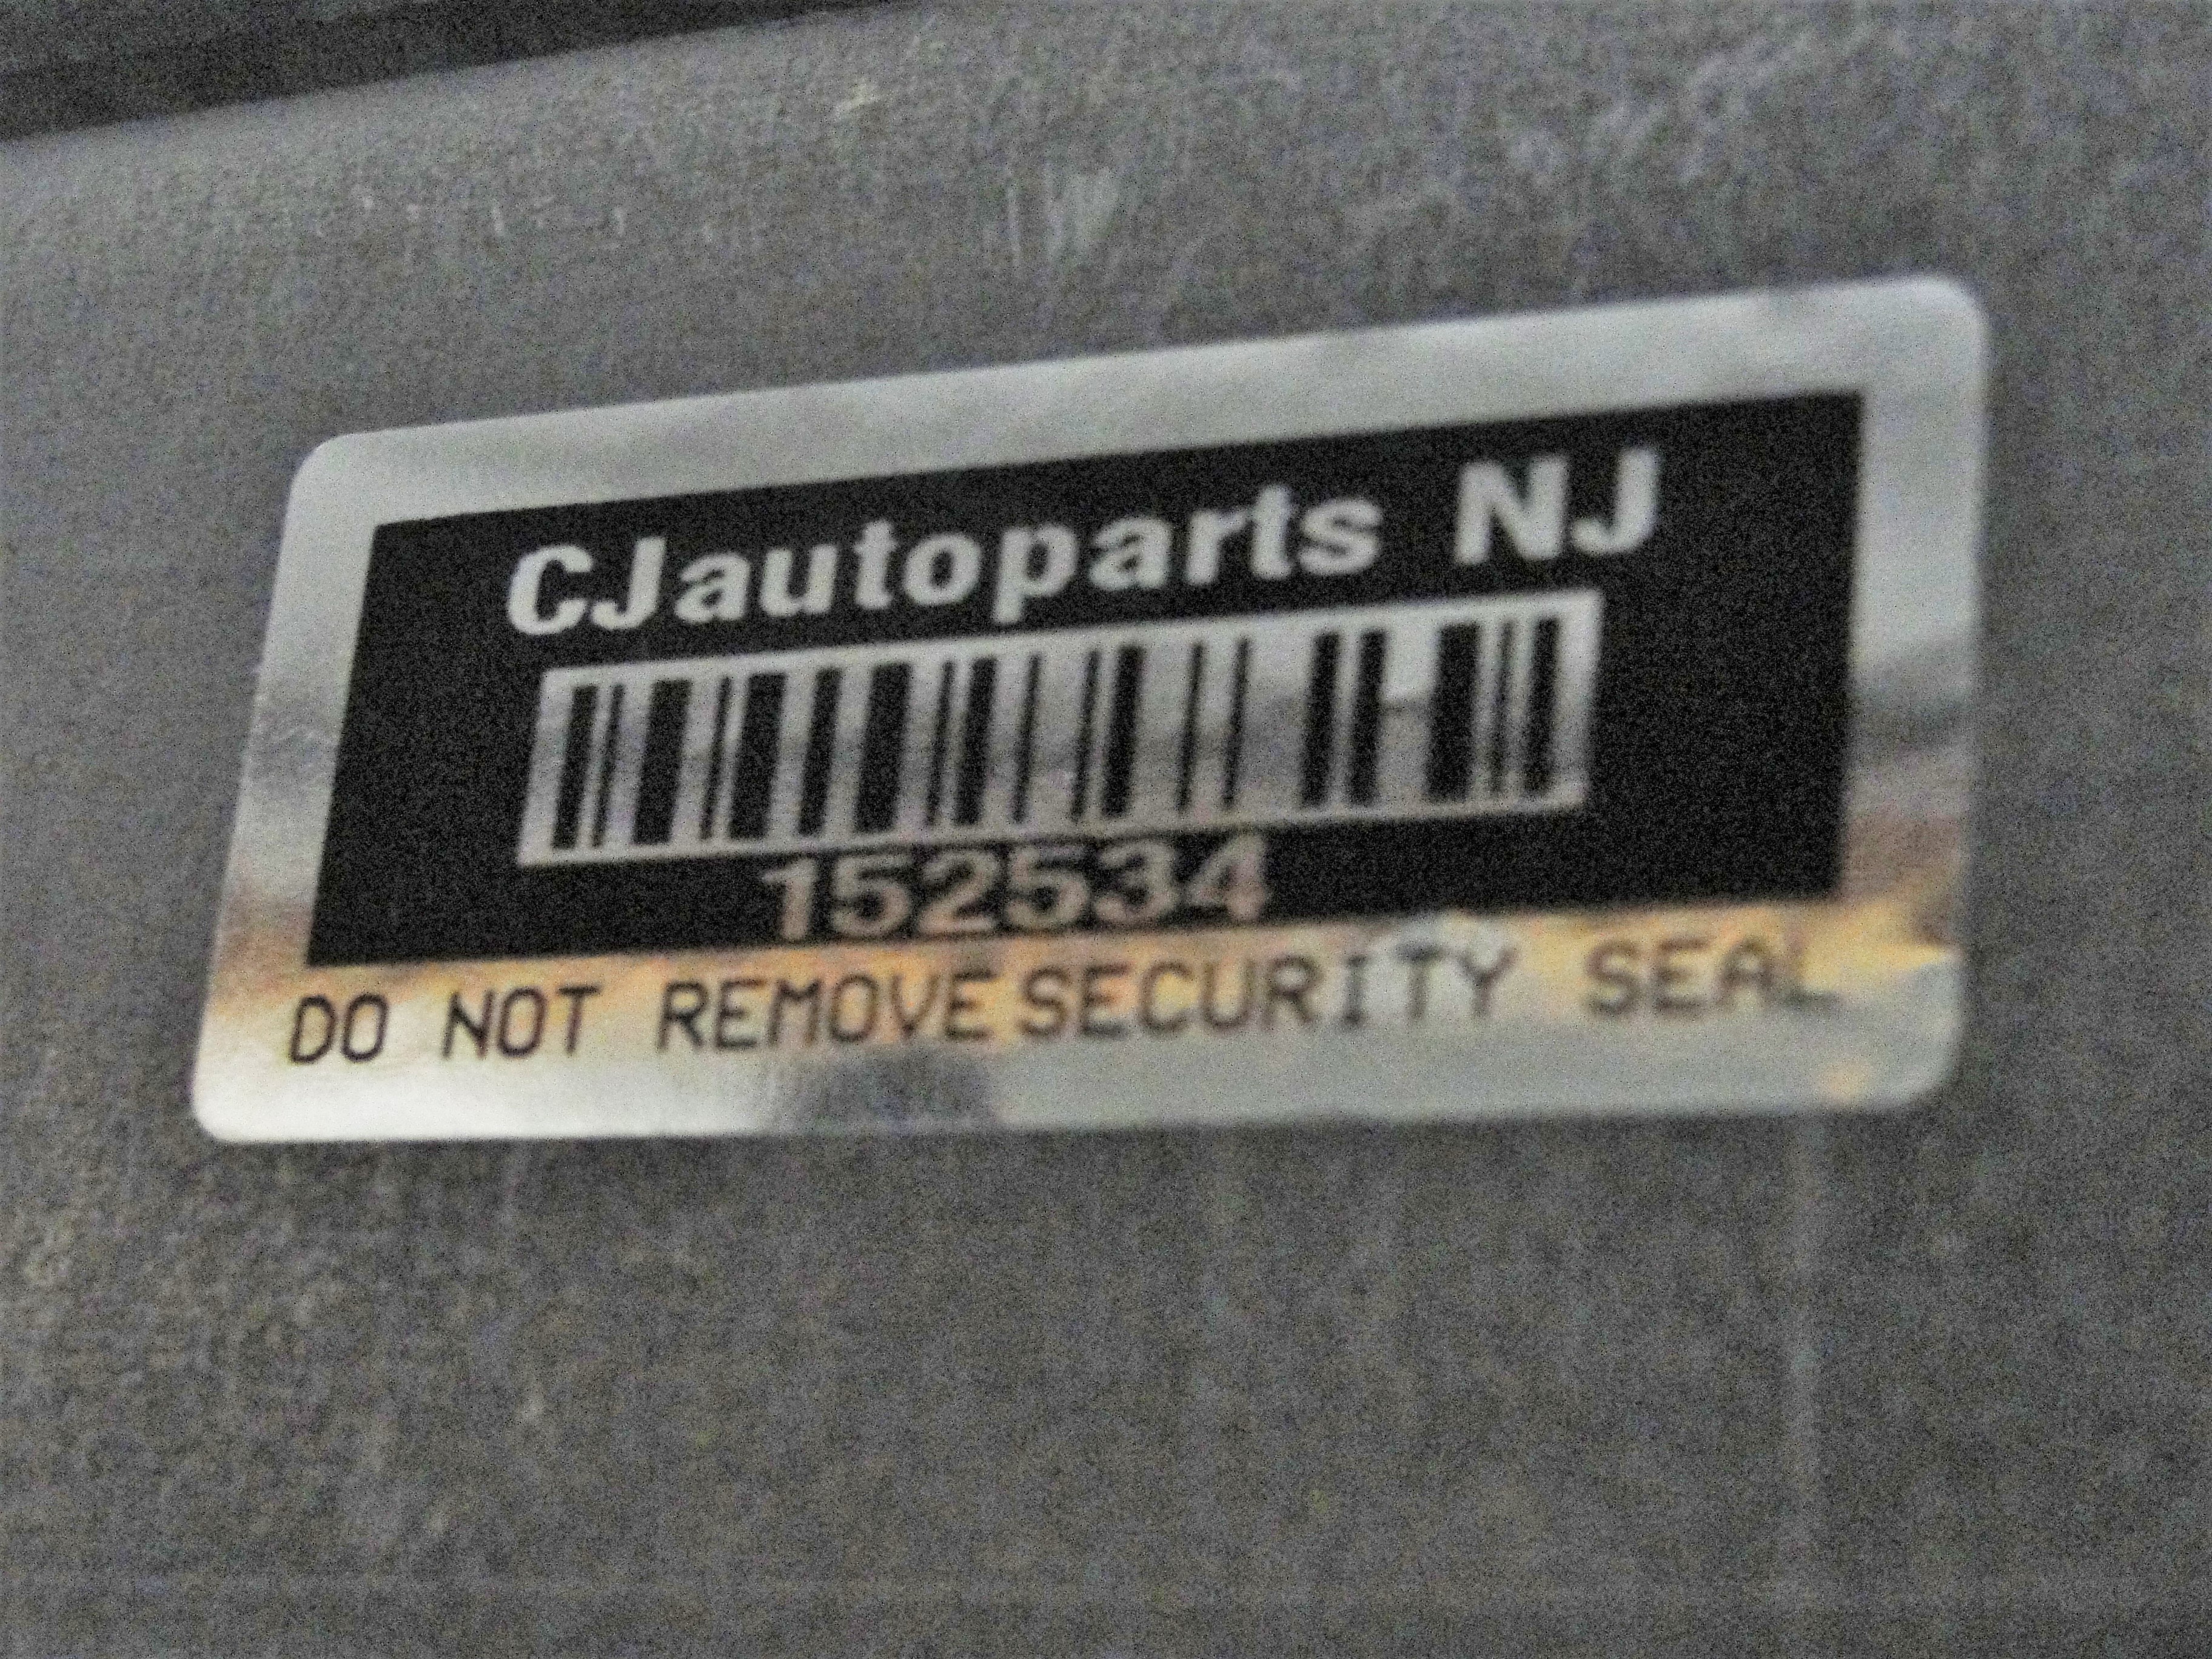 CJautoparts NJ
152534
DO NOT REMOVE SECURITY SEAL